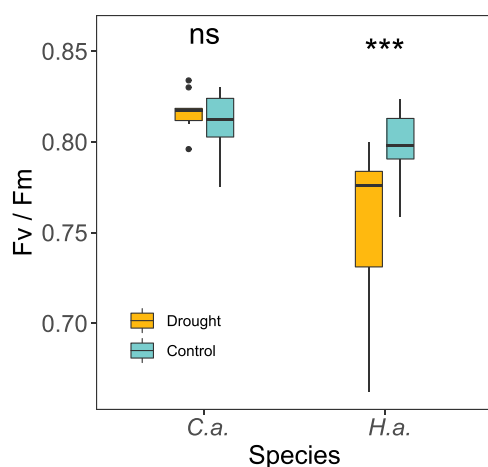 ns
***
0.85
0.80
0.75
0.70
Fv / Fm
Drought
Control
C.a.
H.a.
Species